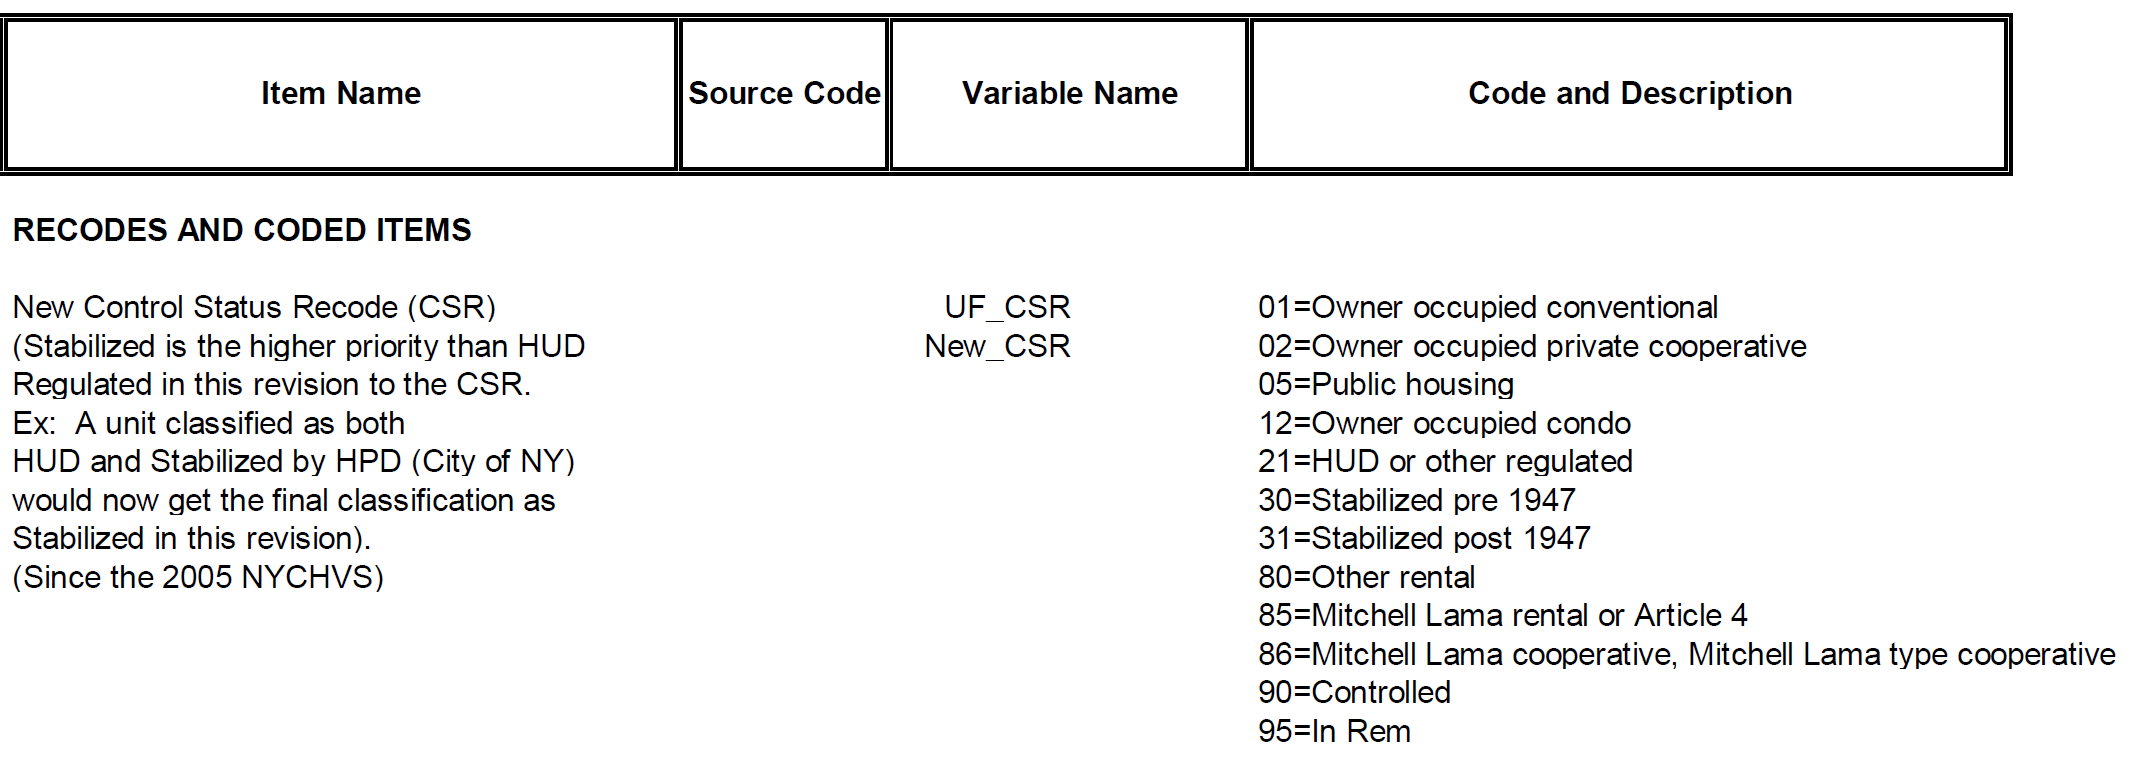 Item Name Source Code Variable Name Code and Description
RECODES AND CODED ITEMS
New Control Status Recode (CSR) UF_CSR 01=Owner occupied conventional
(Stabilized is the higher priority than HUD New_CSR 02=Owner occupied private cooperative
Regulated in this revision to the CSR. 05=Public housing
Ex:  A unit classified as both 12=Owner occupied condo
HUD and Stabilized by HPD (City of NY) 21=HUD or other regulated
would now get the final classification as 30=Stabilized pre 1947
Stabilized in this revision). 31=Stabilized post 1947
(Since the 2005 NYCHVS) 80=Other rental
85=Mitchell Lama rental or Article 4
86=Mitchell Lama cooperative, Mitchell Lama type cooperative
90=Controlled
95=In Rem